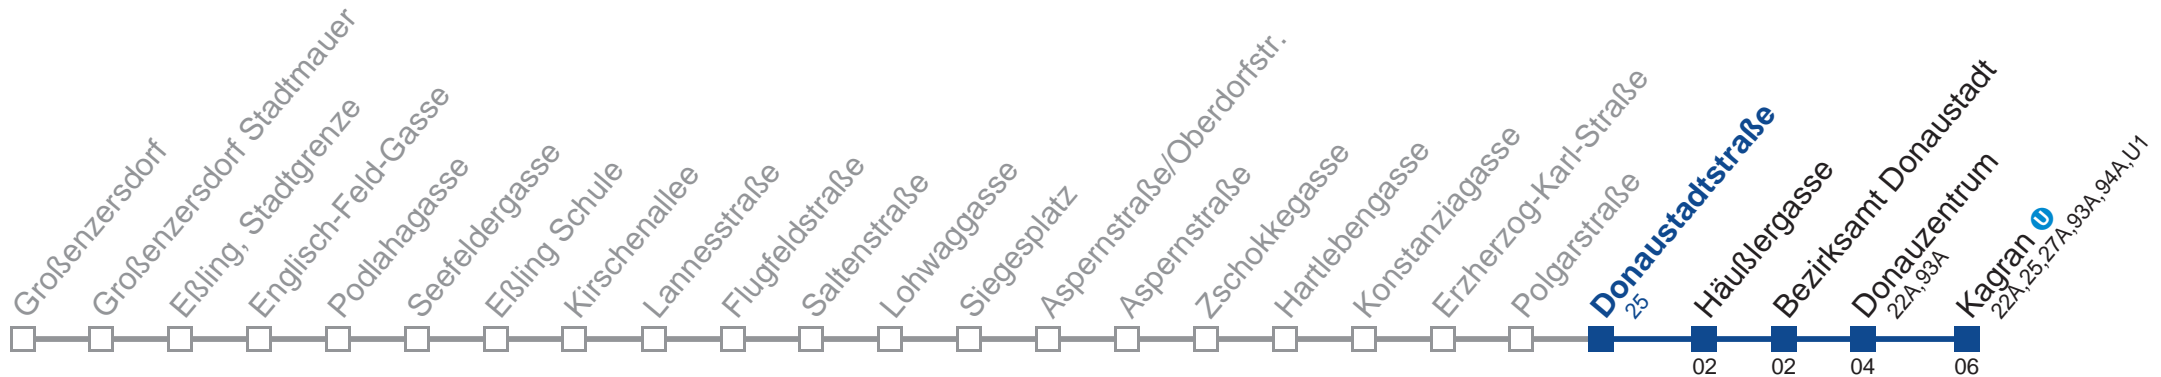 Großenzersdorf
Großenzersdorf Stadtmauer
Eßling, Stadtgrenze
Englisch-Feld-Gasse
Podlahagasse
Seefeldergasse
Eßling Schule
Kirschenallee
Lannesstraße
Flugfeldstraße
Saltenstraße
Lohwaggasse
Siegesplatz
Aspernstraße/Oberdorfstr.
Aspernstraße
Zschokkegasse
Hartlebengasse
Konstanziagasse
Erzherzog-Karl-Straße
Polgarstraße
Donaustadtstraße
25
Häußlergasse
02
Bezirksamt Donaustadt
02
Donauzentrum
22A,93A
04
Kagran U
22A,25,27A,93A,94A,U1
06